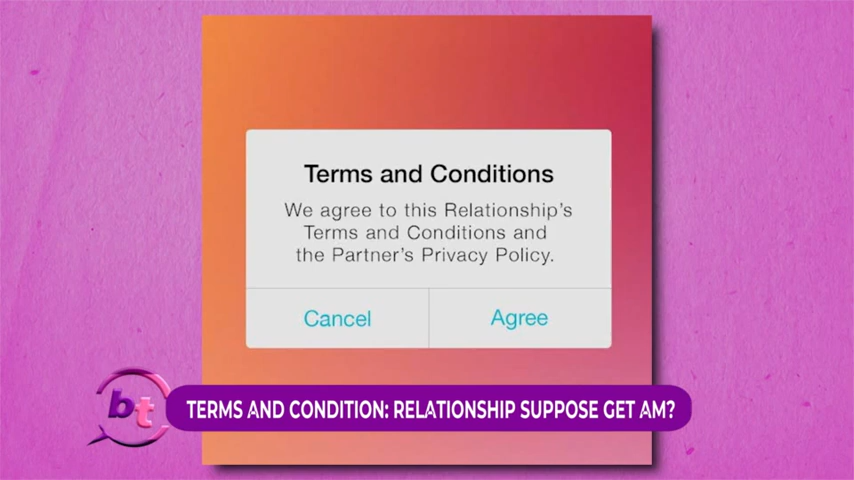 Terms and Conditions
We agree to this Relationship's
Terms and Conditions and
the Partner's Privacy Policy.
Cancel
Agree
bt
TERMS AND CONDITION: RELATIONSHIP SUPPOSE GET AM?